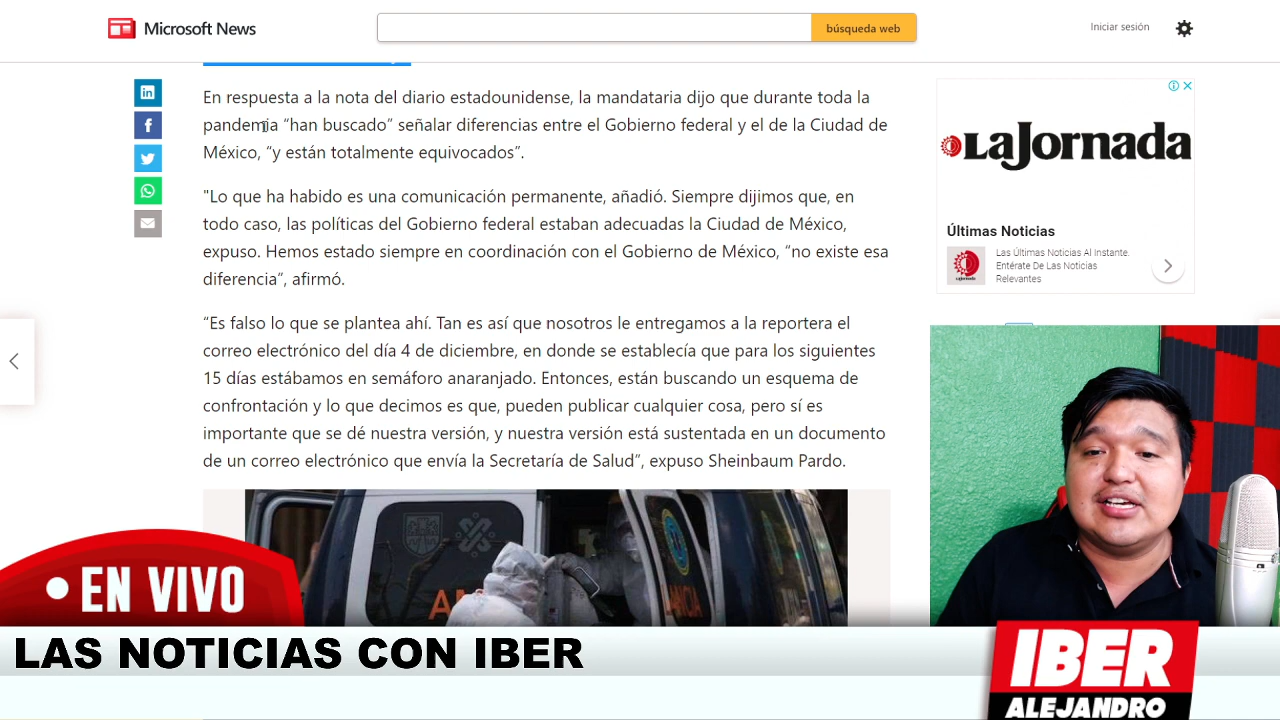 Microsoft News
búsqueda web
Iniciar sesión
En respuesta a la nota del diario estadounidense, la mandataria dijo que durante toda la
pandemia “han buscado” señalar diferencias entre el Gobierno federal y el de la Ciudad de
México, ”y están totalmente equivocados”.
"Lo que ha habido es una comunicación permanente, añadió. Siempre dijimos que, en
todo caso, las políticas del Gobierno federal estaban adecuadas la Ciudad de México,
expuso. Hemos estado siempre en coordinación con el Gobierno de México, “no existe esa
diferencia”, afirmó.
“Es falso lo que se plantea ahí. Tan es así que nosotros le entregamos a la reportera el
correo electrónico del día 4 de diciembre, en donde se establecía que para los siguientes
15 días estábamos en semáforo anaranjado. Entonces, están buscando un esquema de
confrontación y lo que decimos es que, pueden publicar cualquier cosa, pero sí es
importante que se dé nuestra versión, y nuestra versión está sustentada en un documento
de un correo electrónico que envía la Secretaría de Salud”, expuso Sheinbaum Pardo.
La Jornada
Últimas Noticias
Las Últimas Noticias Al Instante.
Entérate De Las Noticias
Relevantes
EN VIVO
LAS NOTICIAS CON IBER
IBER
ALEJANDRO